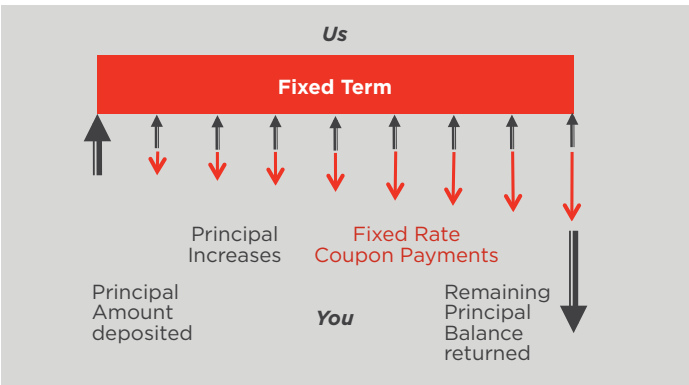 Us
Fixed Term
Principal
Increases
Fixed Rate
Coupon Payments
Principal
Amount
deposited
You
Remaining
Principal
Balance
returned